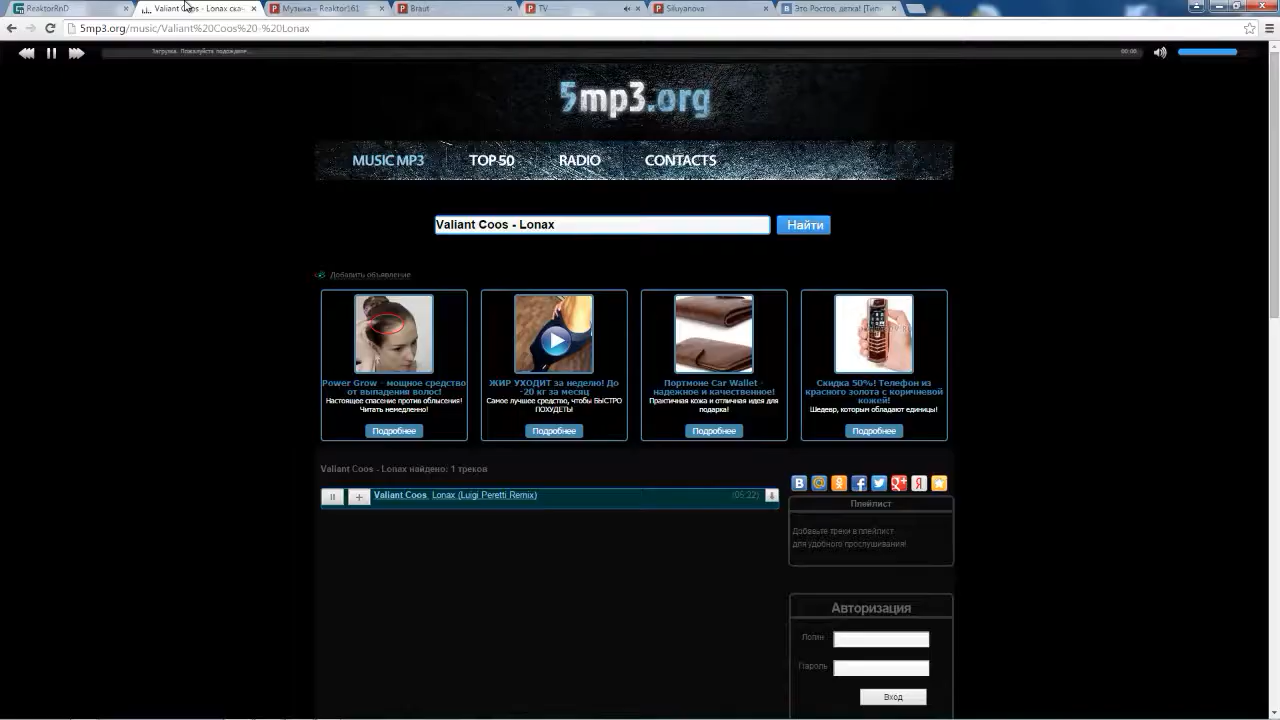 ReaktorRnD
Valiant Coos - Lonax ска-
Музыка – Reaktor161
Braut
TV
Siluyanova
Это Ростов, детка! [Типи-
5mp3.org/music/Valiant%20Coos%20-%20Lonax
Загрузка. Пожалуйста подождите...
00:00
5mp3.org
MUSIC MP3
TOP 50
RADIO
CONTACTS
Valiant Coos - Lonax
Найти
Добавить объявление
Power Grow - мощное средство
от выпадения волос!
Настоящее спасение против облысения!
Читать немедленно!
Подробнее
ЖИР УХОДИТ за неделю! До
-20 кг за месяц
Самое лучшее средство, чтобы БЫСТРО
ПОХУДЕТЬ!
Подробнее
Портмоне Car Wallet -
надежное и качественное!
Практичная кожа и отличная идея для
подарка!
Подробнее
Скидка 50%! Телефон из
красного золота с коричневой
кожей!
Шедевр, которым обладают единицы!
Подробнее
Valiant Coos - Lonax найдено: 1 треков
Valiant Coos Lonax (Luigi Peretti Remix)
(05:22)
Плейлист
Добавьте треки в плейлист
для удобного прослушивания!
Авторизация
Логин
Пароль
Вход